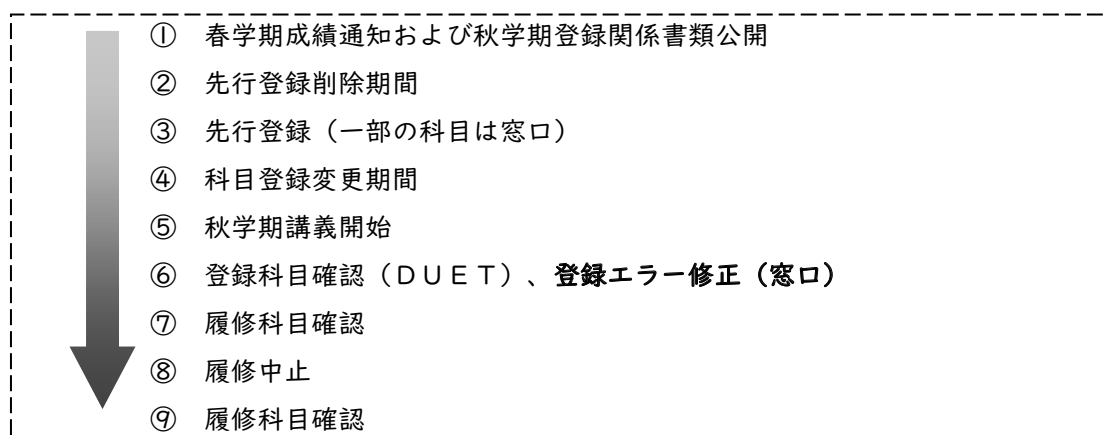 ① 春学期成績通知および秋学期登録関係書類公開
② 先行登録削除期間
③ 先行登録（一部の科目は窓口）
④ 科目登録変更期間
⑤ 秋学期講義開始
⑥ 登録科目確認（ＤＵＥＴ）、登録エラー修正（窓口）
⑦ 履修科目確認
⑧ 履修中止
⑨ 履修科目確認